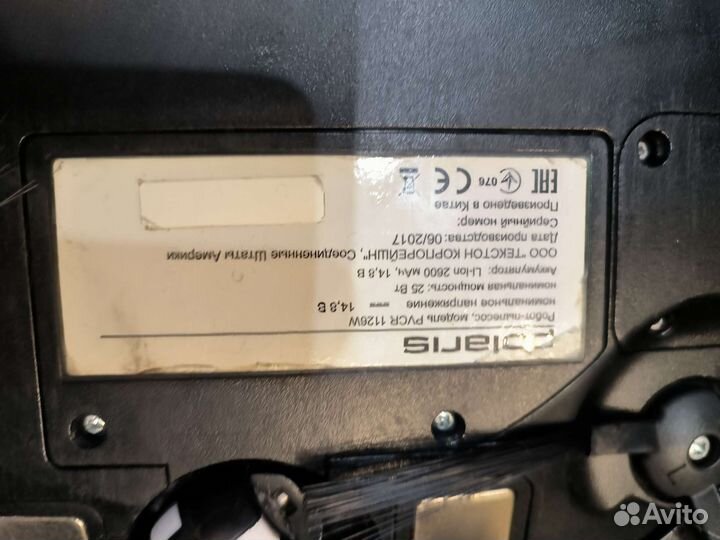 polaris
Робот-пылесос, модель PVCR 1126W
номинальное напряжение 14,8 В
номинальная мощность: 25 Вт
Аккумулятор: Li-Ion 2600 мАч, 14,8 В
ООО "ТЕКСТОН КОРПОРЕЙШН", Соединенные Штаты Америки
Дата производства: 06/2017
Серийный номер:
Произведено в Китае
EAC 076 CE
L
Avito